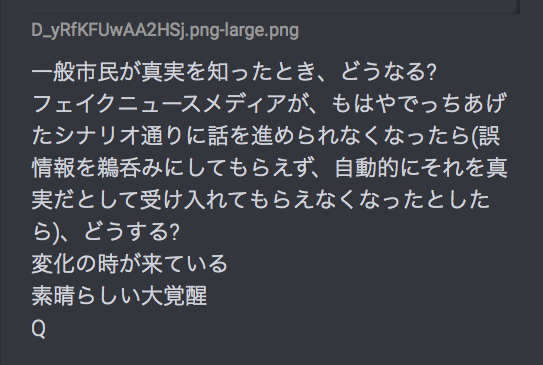 D_yRfKFUwAA2HSj.png-large.png
一般市民が真実を知ったとき、どうなる?
フェイクニュースメディアが、もはやでっちあげ
たシナリオ通りに話を進められなくなったら(誤
情報を鵜呑みにしてもらえず、自動的にそれを真
実だとして受け入れてもらえなくなったとした
ら)、どうする?
変化の時が来ている
素晴らしい大覚醒
Q